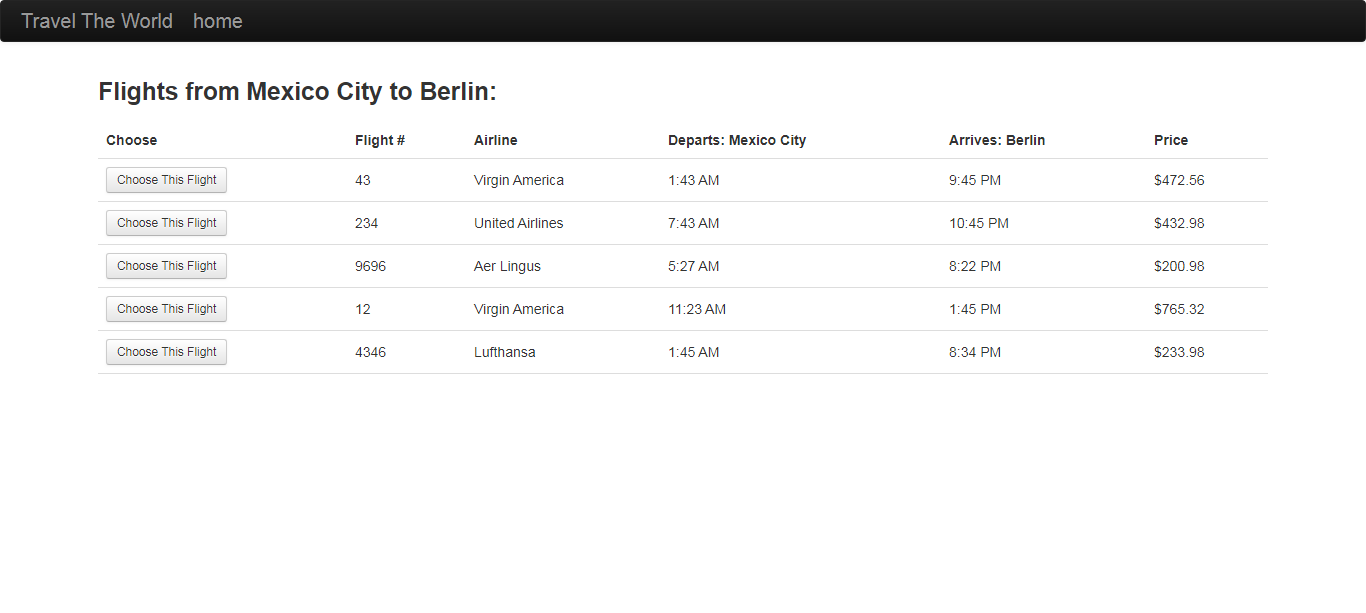 Travel The World home
Flights from Mexico City to Berlin:
Choose Flight # Airline Departs: Mexico City Arrives: Berlin Price
Choose This Flight 43 Virgin America 1:43 AM 9:45 PM $472.56
Choose This Flight 234 United Airlines 7:43 AM 10:45 PM $432.98
Choose This Flight 9696 Aer Lingus 5:27 AM 8:22 PM $200.98
Choose This Flight 12 Virgin America 11:23 AM 1:45 PM $765.32
Choose This Flight 4346 Lufthansa 1:45 AM 8:34 PM $233.98